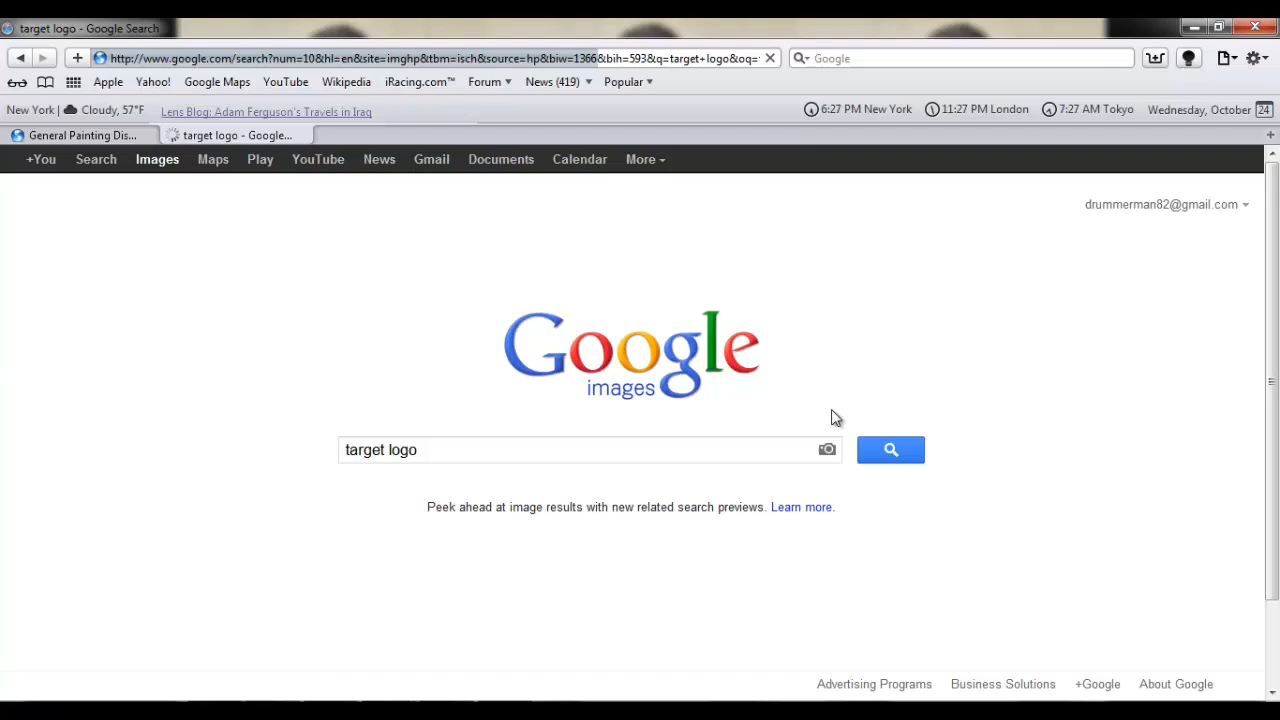 target logo - Google Search
http://www.google.com/search?num=10&hl=en&site=imghp&tbm=isch&source=hp&biw=1366&bih=593&q=target+logo&oq=
Google
Apple Yahoo! Google Maps YouTube Wikipedia iRacing.com™ Forum News (419) Popular
New York | Cloudy, 57°F Lens Blog: Adam Ferguson's Travels in Iraq 6:27 PM New York 11:27 PM London 7:27 AM Tokyo Wednesday, October 24
General Painting Dis... target logo - Google...
+You Search Images Maps Play YouTube News Gmail Documents Calendar More
drummerman82@gmail.com
Google
images
target logo
Peek ahead at image results with new related search previews. Learn more.
Advertising Programs Business Solutions +Google About Google